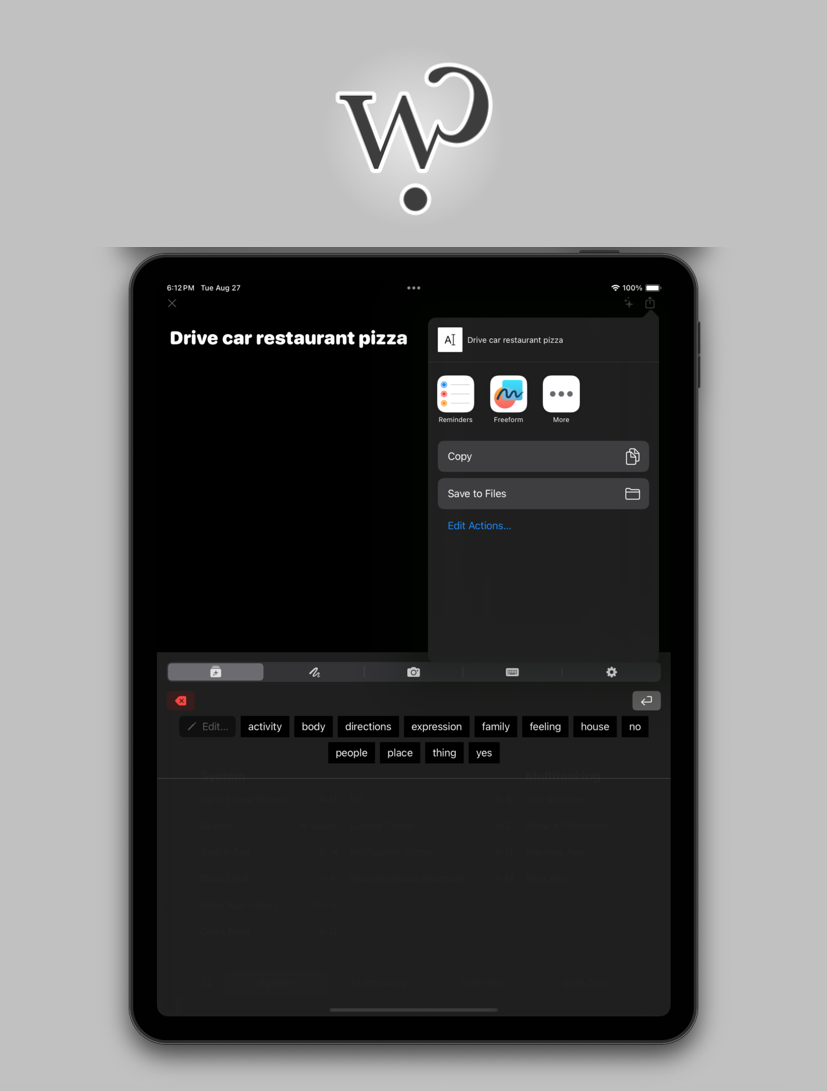 w?
6:12 PM Tue Aug 27
100%
Drive car restaurant pizza
A
Drive car restaurant pizza
Reminders
Freeform
More
Copy
Save to Files
Edit Actions...
Edit...
activity
body
directions
expression
family
feeling
house
no
people
place
thing
yes